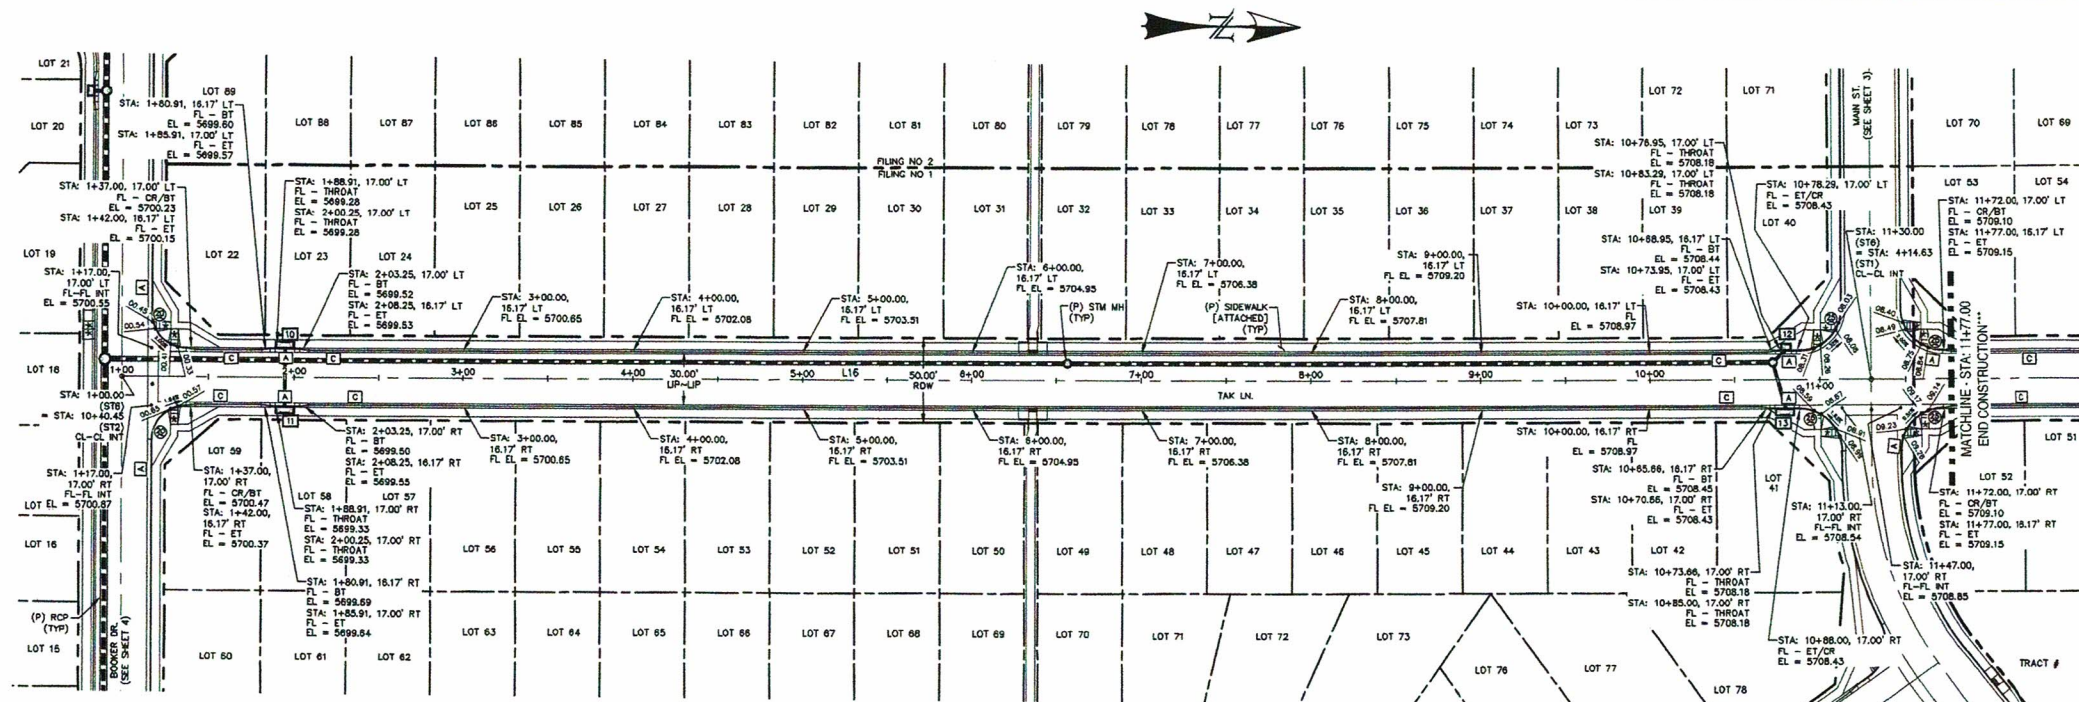 N
LOT 21
LOT 20
LOT 19
LOT 18
LOT 16
LOT 15
LOT 89
LOT 88
LOT 87
LOT 86
LOT 85
LOT 84
LOT 83
LOT 82
LOT 81
LOT 80
LOT 79
LOT 78
LOT 77
LOT 76
LOT 75
LOT 74
LOT 73
LOT 72
LOT 71
LOT 70
LOT 69
FILING NO 2
FILING NO 1
STA: 1+80.91, 16.17' LT
FL - BT
EL = 5699.60
STA: 1+85.91, 17.00' LT
FL - ET
EL = 5699.57
STA: 1+37.00, 17.00' LT
FL - CR/BT
EL = 5700.23
STA: 1+42.00, 16.17' LT
FL - ET
EL = 5700.15
STA: 1+17.00,
17.00' LT
FL-FL INT
EL = 5700.55
STA: 1+88.91, 17.00' LT
FL - THROAT
EL = 5699.28
STA: 2+00.25, 17.00' LT
FL - THROAT
EL = 5699.28
LOT 22
LOT 23
LOT 24
LOT 25
LOT 26
LOT 27
LOT 28
LOT 29
LOT 30
LOT 31
LOT 32
LOT 33
LOT 34
LOT 35
LOT 36
LOT 37
LOT 38
LOT 39
LOT 40
LOT 53
LOT 54
STA: 2+03.25, 17.00' LT
FL - BT
EL = 5699.52
STA: 2+08.25, 16.17' LT
FL - ET
EL = 5699.53
STA: 3+00.00,
16.17' LT
FL EL = 5700.65
STA: 4+00.00,
16.17' LT
FL EL = 5702.08
STA: 5+00.00,
16.17' LT
FL EL = 5703.51
STA: 6+00.00,
16.17' LT
FL EL = 5704.95
(P) STM MH
(TYP)
STA: 7+00.00,
16.17' LT
FL EL = 5706.38
(P) SIDEWALK
[ATTACHED]
(TYP)
STA: 8+00.00,
16.17' LT
FL EL = 5707.81
STA: 9+00.00,
16.17' LT
FL EL = 5709.20
STA: 10+00.00, 16.17' LT
FL
EL = 5708.97
STA: 10+76.95, 17.00' LT
FL - THROAT
EL = 5708.18
STA: 10+83.29, 17.00' LT
FL - THROAT
EL = 5708.18
STA: 10+68.95, 16.17' LT
FL - BT
EL = 5708.44
STA: 10+73.95, 17.00' LT
FL - ET
EL = 5708.43
STA: 10+78.29, 17.00' LT
FL - ET/CR
EL = 5708.43
MAIN ST.
(SEE SHEET 3)
STA: 11+30.00
(ST6)
= STA: 4+14.63
(ST1)
CL-CL INT
STA: 11+72.00, 17.00' LT
FL - CR/BT
EL = 5709.10
STA: 11+77.00, 16.17' LT
FL - ET
EL = 5709.15
MATCHLINE - STA: 11+77.00
END CONSTRUCTION***
10
11
12
13
A
A
A
A
A
A
A
A
C
C
C
C
C
C
C
C
1+00
2+00
3+00
4+00
5+00
6+00
7+00
8+00
9+00
10+00
11+00
30.00'
LIP~LIP
L16
50.00'
ROW
TAK LN.
STA: 1+00.00
(ST6)
= STA: 10+40.45
(ST2)
CL-CL INT
STA: 1+17.00,
17.00' RT
FL-FL INT
EL = 5700.87
LOT 59
STA: 1+37.00,
17.00' RT
FL - CR/BT
EL = 5700.47
STA: 1+42.00,
16.17' RT
FL - ET
EL = 5700.37
STA: 2+03.25, 17.00' RT
FL - BT
EL = 5699.50
STA: 2+08.25, 16.17' RT
FL - ET
EL = 5699.55
LOT 58
LOT 57
STA: 1+88.91, 17.00' RT
FL - THROAT
EL = 5699.33
STA: 2+00.25, 17.00' RT
FL - THROAT
EL = 5699.33
STA: 1+80.91, 16.17' RT
FL - BT
EL = 5699.69
STA: 1+85.91, 17.00' RT
FL - ET
EL = 5699.64
STA: 3+00.00,
16.17' RT
FL EL = 5700.65
STA: 4+00.00,
16.17' RT
FL EL = 5702.08
STA: 5+00.00,
16.17' RT
FL EL = 5703.51
STA: 6+00.00,
16.17' RT
FL EL = 5704.95
STA: 7+00.00,
16.17' RT
FL EL = 5706.38
STA: 8+00.00,
16.17' RT
FL EL = 5707.81
STA: 9+00.00,
16.17' RT
FL EL = 5709.20
STA: 10+00.00, 16.17' RT
FL
EL = 5708.97
STA: 10+65.66, 16.17' RT
FL - BT
EL = 5708.45
STA: 10+70.66, 17.00' RT
FL - ET
EL = 5708.43
STA: 10+73.66, 17.00' RT
FL - THROAT
EL = 5708.18
STA: 10+85.00, 17.00' RT
FL - THROAT
EL = 5708.18
STA: 10+88.00, 17.00' RT
FL - ET/CR
EL = 5708.43
LOT
41
STA: 11+13.00,
17.00' RT
FL-FL INT
EL = 5708.54
STA: 11+47.00,
17.00' RT
FL-FL INT
EL = 5708.85
STA: 11+72.00, 17.00' RT
FL - CR/BT
EL = 5709.10
STA: 11+77.00, 16.17' RT
FL - ET
EL = 5709.15
LOT 51
LOT 52
LOT 56
LOT 55
LOT 54
LOT 53
LOT 52
LOT 51
LOT 50
LOT 49
LOT 48
LOT 47
LOT 46
LOT 45
LOT 44
LOT 43
LOT 42
(P) RCP
(TYP)
BOOKER DR.
(SEE SHEET 4)
LOT 60
LOT 61
LOT 62
LOT 63
LOT 64
LOT 65
LOT 66
LOT 67
LOT 68
LOT 69
LOT 70
LOT 71
LOT 72
LOT 73
LOT 76
LOT 77
LOT 78
TRACT #